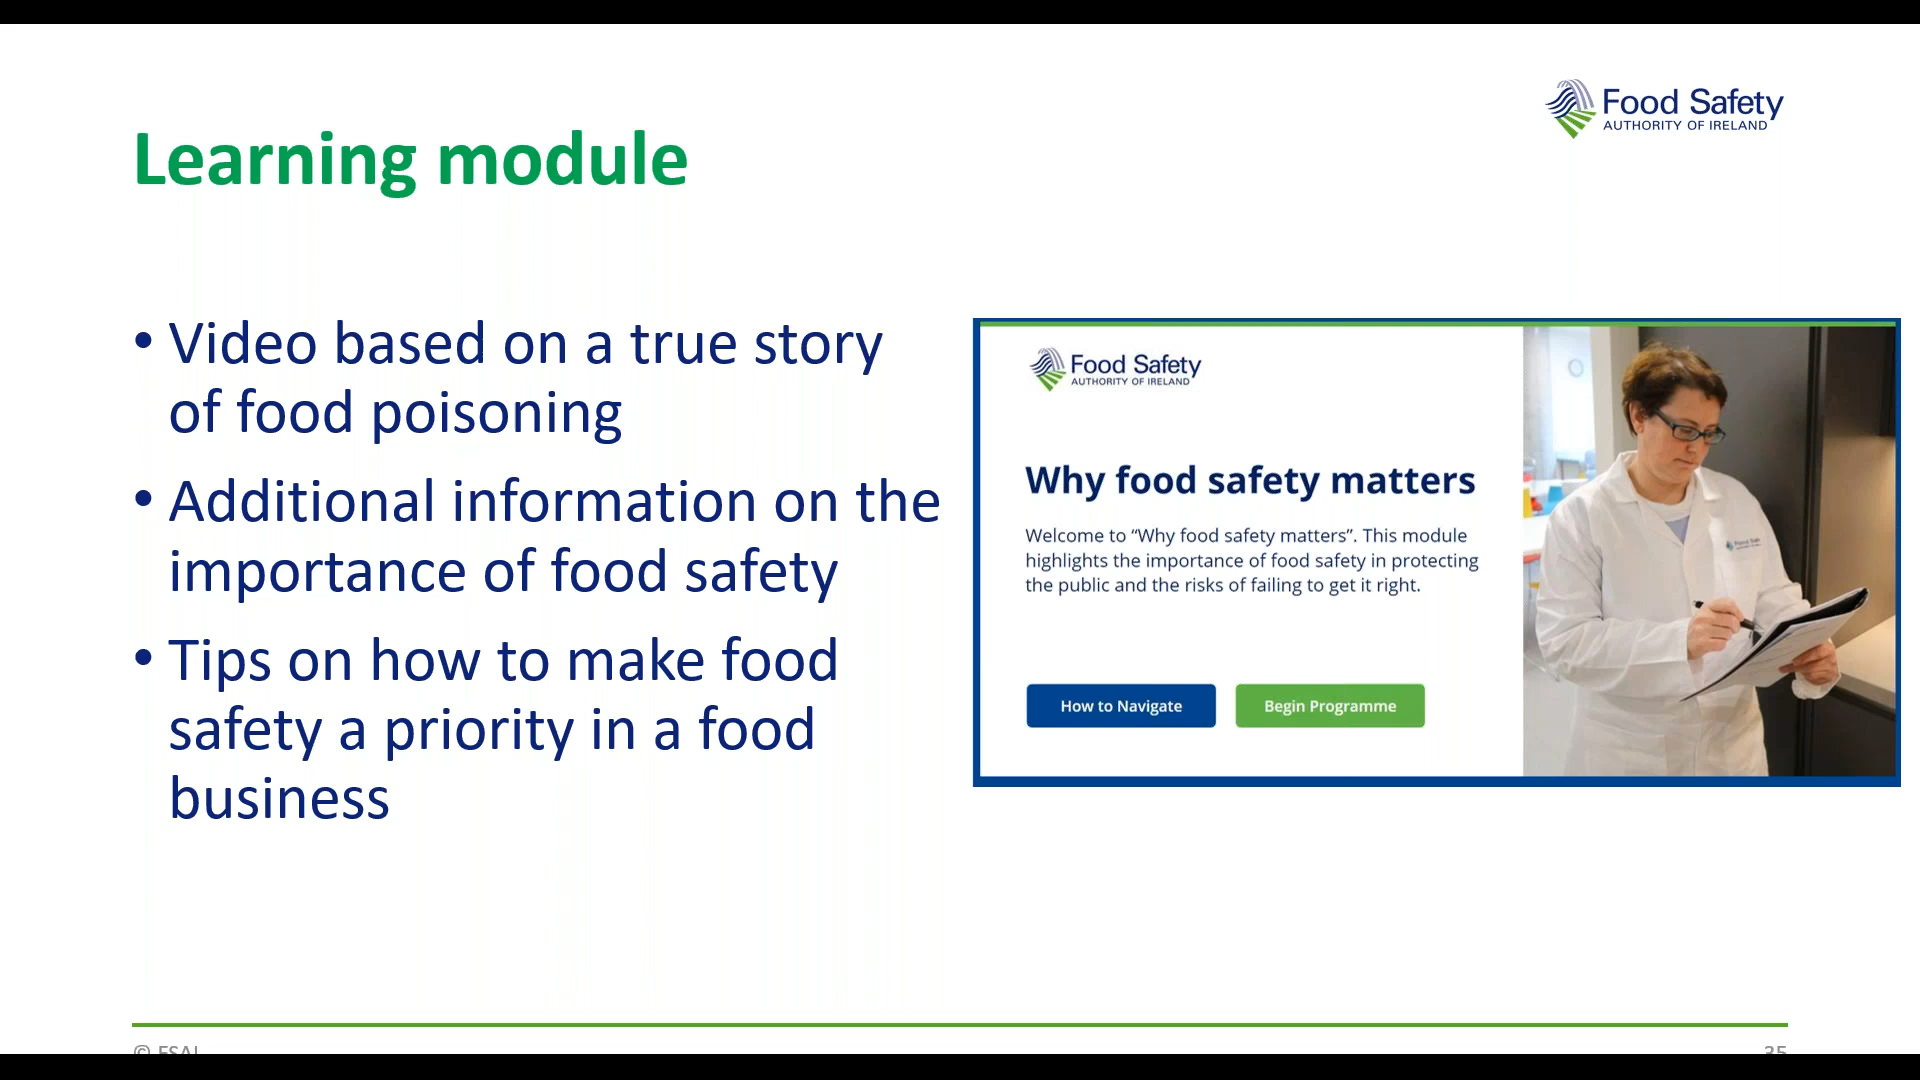 Food Safety
AUTHORITY OF IRELAND
Learning module
• Video based on a true story
of food poisoning
• Additional information on the
importance of food safety
• Tips on how to make food
safety a priority in a food
business
Food Safety
AUTHORITY OF IRELAND
Why food safety matters
Welcome to “Why food safety matters”. This module
highlights the importance of food safety in protecting
the public and the risks of failing to get it right.
How to Navigate
Begin Programme
© FSAI
35